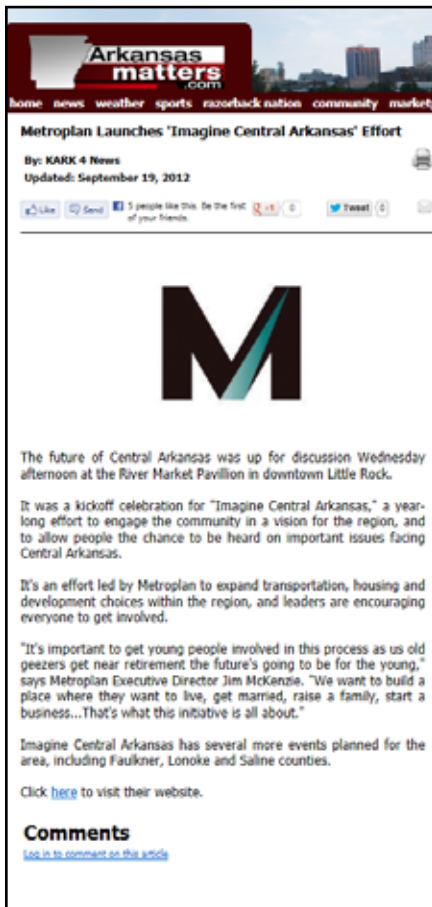 Arkansas
matters
.com
home news weather sports razorback nation community market
Metroplan Launches 'Imagine Central Arkansas' Effort
By: KARK 4 News
Updated: September 19, 2012
Like Send 5 people like this. Be the first +1 0 Tweet 0
of your friends.
M
The future of Central Arkansas was up for discussion Wednesday
afternoon at the River Market Pavillion in downtown Little Rock.
It was a kickoff celebration for "Imagine Central Arkansas," a year-
long effort to engage the community in a vision for the region, and
to allow people the chance to be heard on important issues facing
Central Arkansas.
It's an effort led by Metroplan to expand transportation, housing and
development choices within the region, and leaders are encouraging
everyone to get involved.
"It's important to get young people involved in this process as us old
geezers get near retirement the future's going to be for the young,"
says Metroplan Executive Director Jim McKenzie. "We want to build a
place where they want to live, get married, raise a family, start a
business...That's what this initiative is all about."
Imagine Central Arkansas has several more events planned for the
area, including Faulkner, Lonoke and Saline counties.
Click here to visit their website.
Comments
Log in to comment on this article